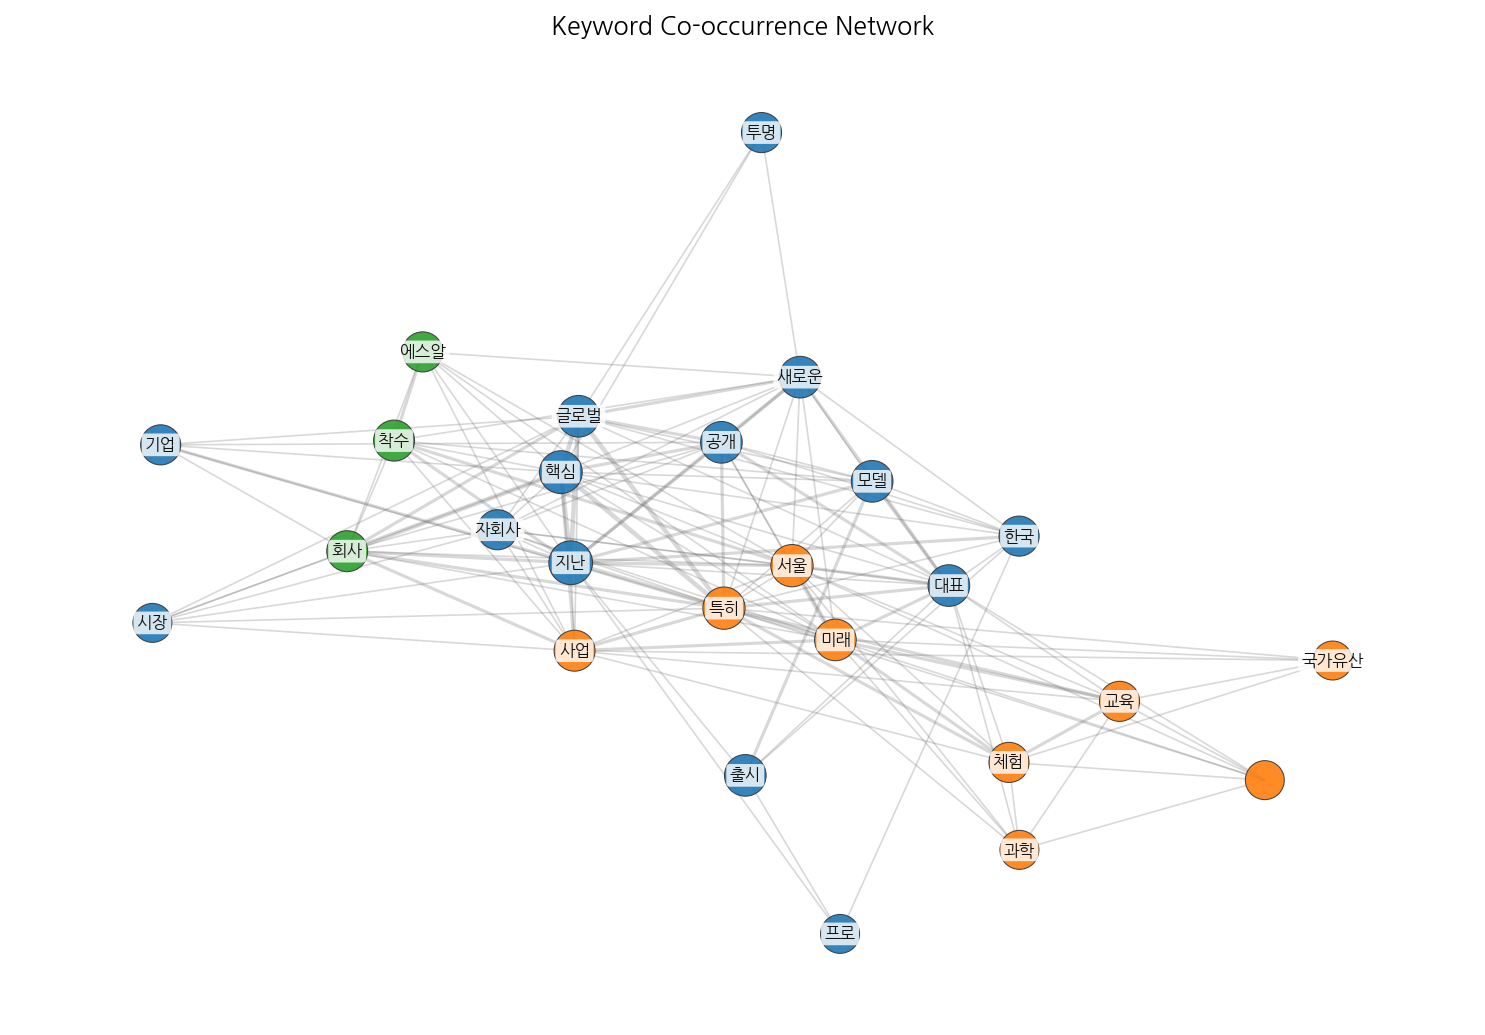 Keyword Co-occurrence Network
투명
에스알
새로운
글로벌
착수
공개
기업
핵심
모델
자회사
한국
회사
지난
서울
대표
특히
시장
미래
사업
국가유산
교육
체험
출시
과학
프로